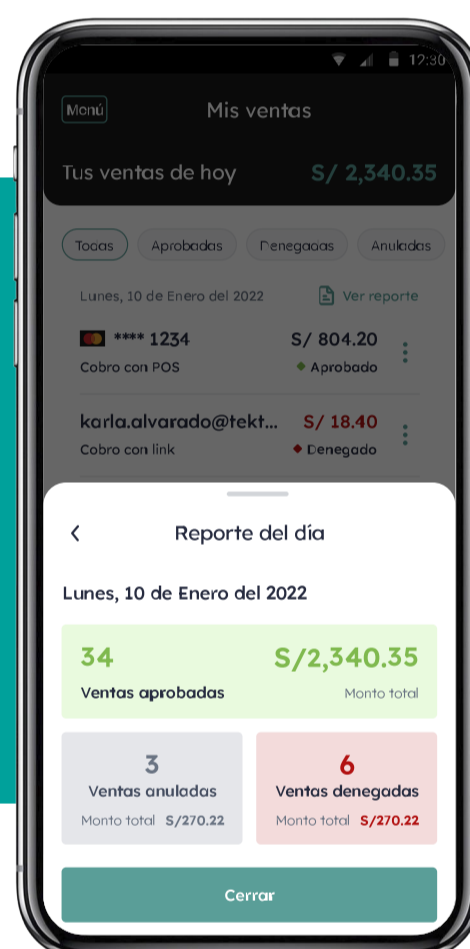 12:30
Menú
Mis ventas
Tus ventas de hoy S/ 2,340.35
Todas Aprobadas Denegadas Anuladas
Lunes, 10 de Enero del 2022 Ver reporte
**** 1234 S/ 804.20
Cobro con POS Aprobado
karla.alvarado@tekt... S/ 18.40
Cobro con link Denegado
Reporte del día
Lunes, 10 de Enero del 2022
34 S/2,340.35
Ventas aprobadas Monto total
3
Ventas anuladas
Monto total S/270.22
6
Ventas denegadas
Monto total S/270.22
Cerrar